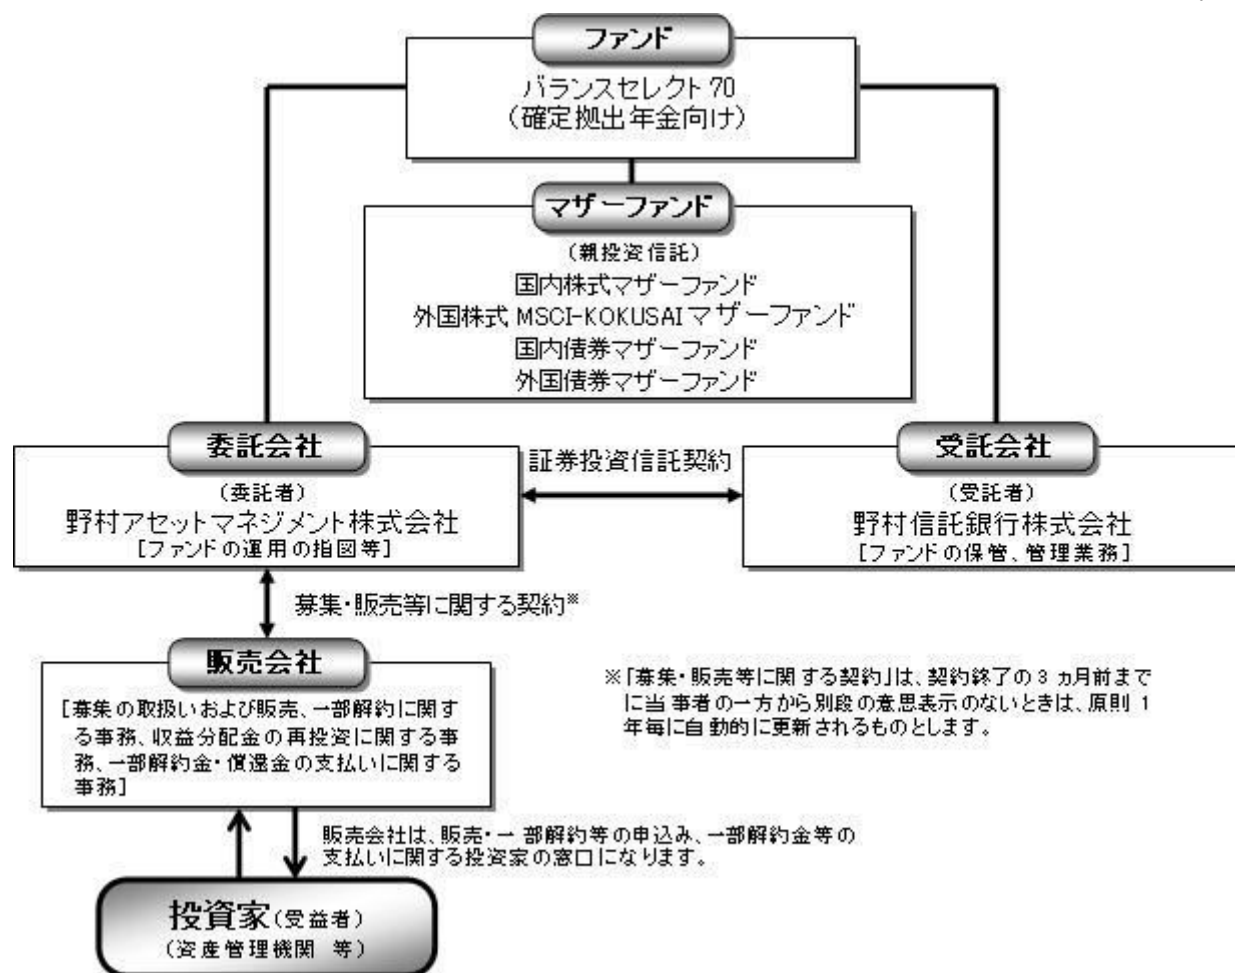 ファンド
バランスセレクト70
（確定拠出年金向け）
マザーファンド
（親投資信託）
国内株式マザーファンド
外国株式MSCI-KOKUSAIマザーファンド
国内債券マザーファンド
外国債券マザーファンド
委託会社
（委託者）
野村アセットマネジメント株式会社
[ファンドの運用の指図等]
証券投資信託契約
受託会社
（受託者）
野村信託銀行株式会社
[ファンドの保管、管理業務]
募集・販売等に関する契約※
販売会社
[募集の取扱いおよび販売、一部解約に関す
る事務、収益分配金の再投資に関する事
務、一部解約金・償還金の支払いに関する
事務]
※「募集・販売等に関する契約」は、契約終了の3ヵ月前まで
に当事者の一方から別段の意思表示のないときは、原則1
年毎に自動的に更新されるものとします。
販売会社は、販売・一部解約等の申込み、一部解約金等の
支払いに関する投資家の窓口になります。
投資家（受益者）
（資産管理機関 等）